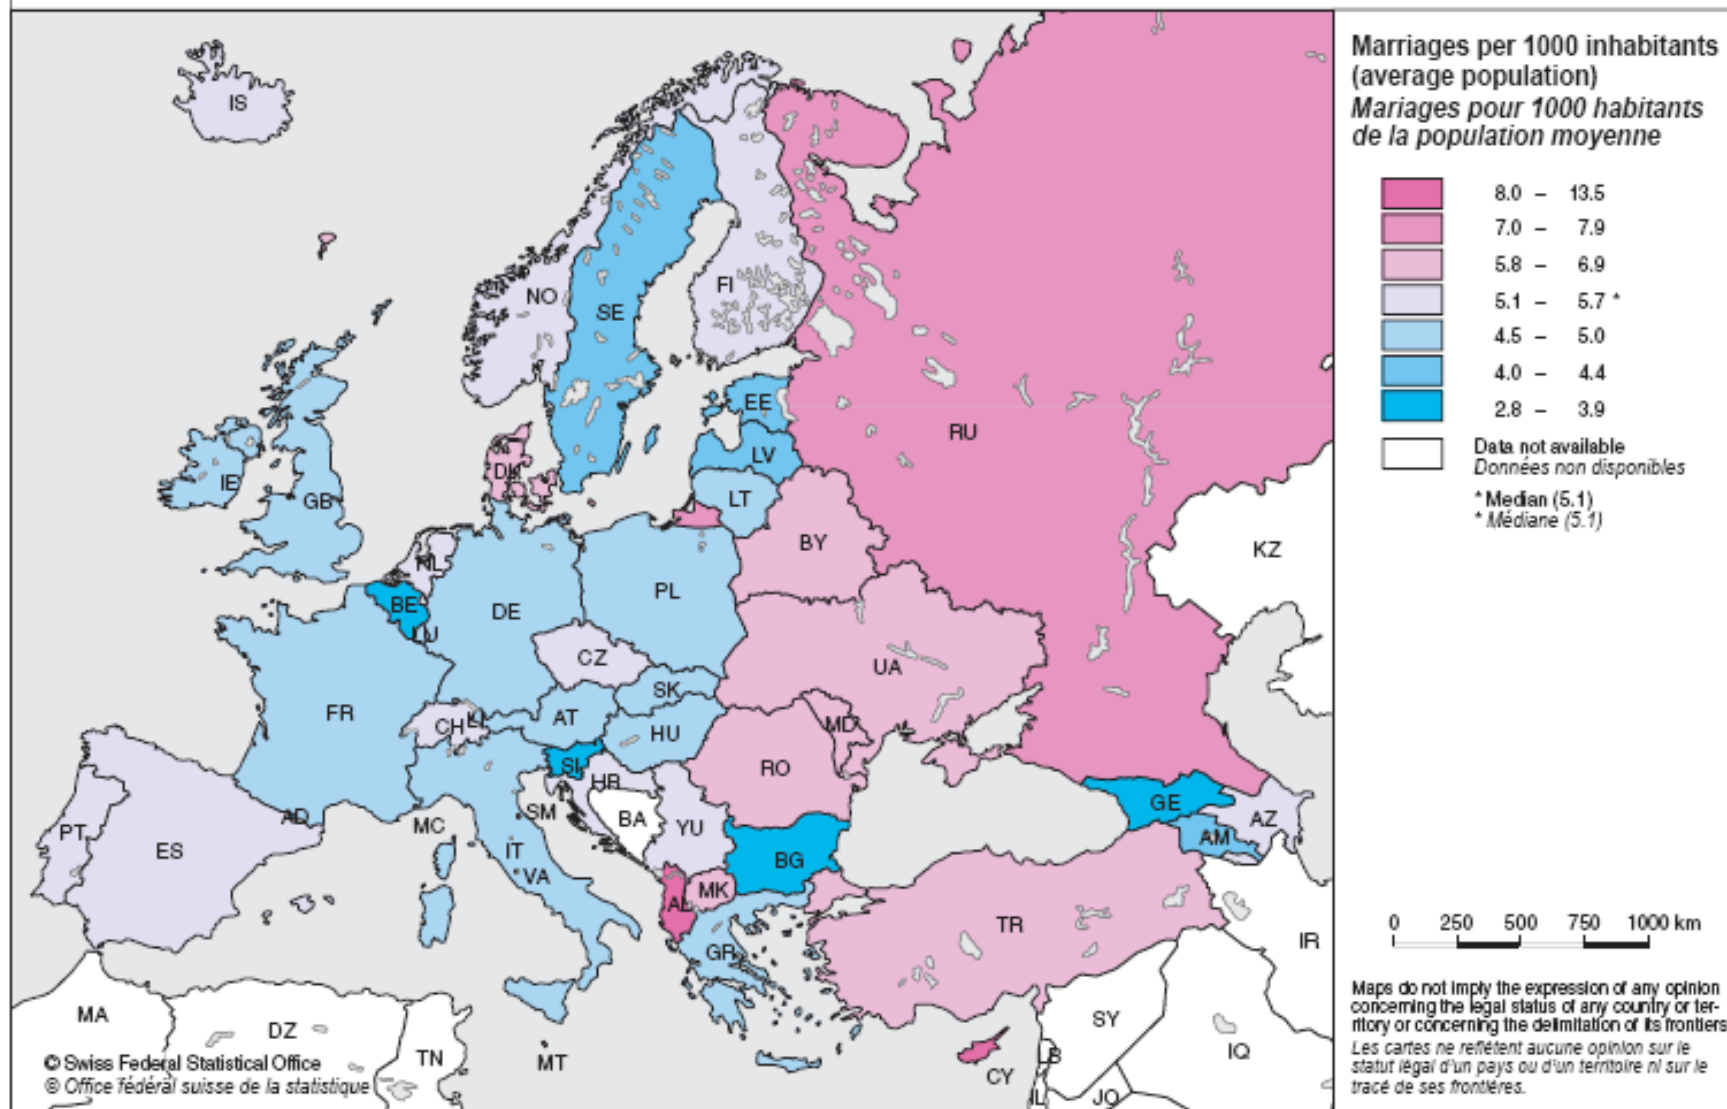 Marriages per 1000 inhabitants
(average population)
Mariages pour 1000 habitants
de la population moyenne
8.0 – 13.5
7.0 – 7.9
5.8 – 6.9
5.1 – 5.7 *
4.5 – 5.0
4.0 – 4.4
2.8 – 3.9
Data not available
Données non disponibles
* Median (5.1)
* Médiane (5.1)
0 250 500 750 1000 km
Maps do not imply the expression of any opinion
concerning the legal status of any country or ter-
ritory or concerning the delimitation of its frontiers
Les cartes ne reflètent aucune opinion sur le
statut légal d'un pays ou d'un territoire ni sur le
tracé de ses frontières.
IS
NO
SE
FI
EE
RU
LV
DK
LT
IE
GB
BY
KZ
NL
BE
DE
PL
LU
CZ
UA
SK
FR
CH
LI
AT
HU
MD
SI
RO
HR
GE
AD
MC
SM
BA
YU
AZ
PT
ES
IT
VA
BG
AM
MK
AL
TR
GR
IR
MA
DZ
TN
MT
CY
SY
LB
IQ
IL
JO
© Swiss Federal Statistical Office
© Office fédéral suisse de la statistique